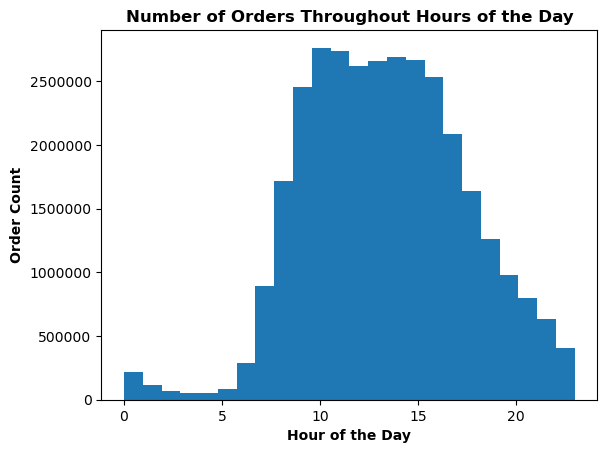 Number of Orders Throughout Hours of the Day
Order Count
2500000
2000000
1500000
1000000
500000
0
0 5 10 15 20
Hour of the Day